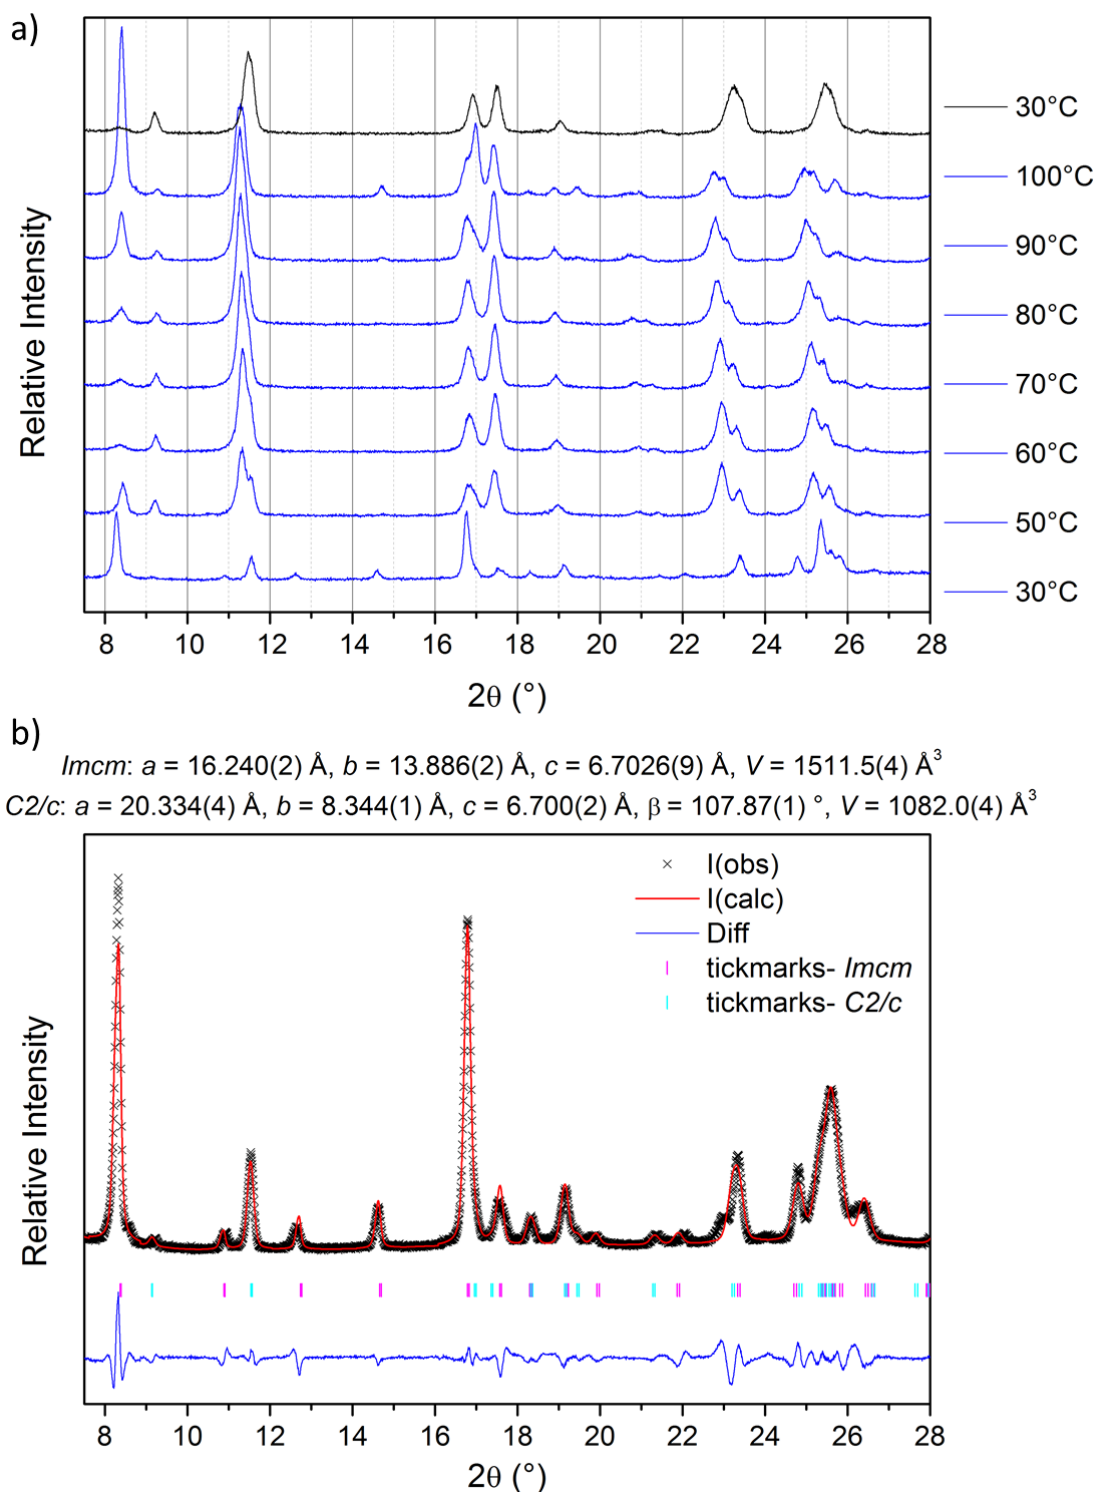 a)
Relative Intensity
30°C
100°C
90°C
80°C
70°C
60°C
50°C
30°C
8 10 12 14 16 18 20 22 24 26 28
2θ (°)
b)
Imcm: a = 16.240(2) Å, b = 13.886(2) Å, c = 6.7026(9) Å, V = 1511.5(4) Å³
C2/c: a = 20.334(4) Å, b = 8.344(1) Å, c = 6.700(2) Å, β = 107.87(1) °, V = 1082.0(4) Å³
Relative Intensity
I(obs)
I(calc)
Diff
tickmarks- Imcm
tickmarks- C2/c
8 10 12 14 16 18 20 22 24 26 28
2θ (°)